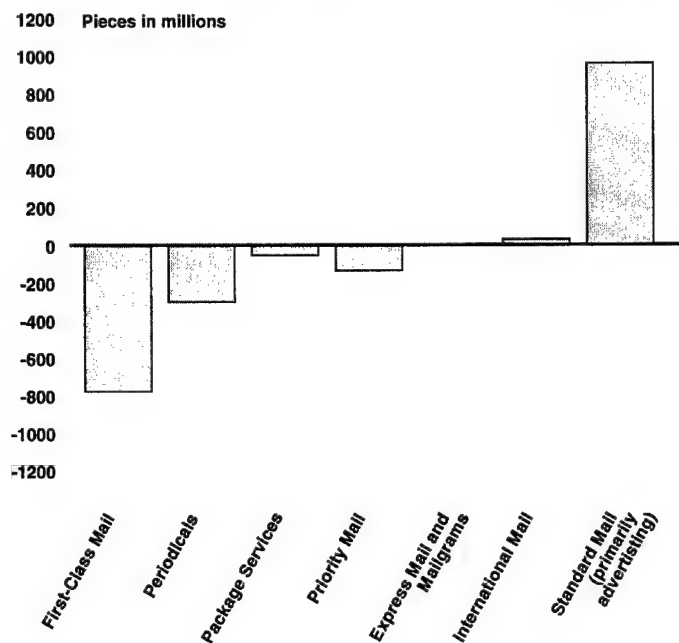 Pieces in millions
1200
1000
800
600
400
200
0
-200
-400
-600
-800
-1000
-1200
First-Class Mail
Periodicals
Package Services
Priority Mail
Express Mail and
Mailgrams
International Mail
Standard Mail
(primarily
advertisting)